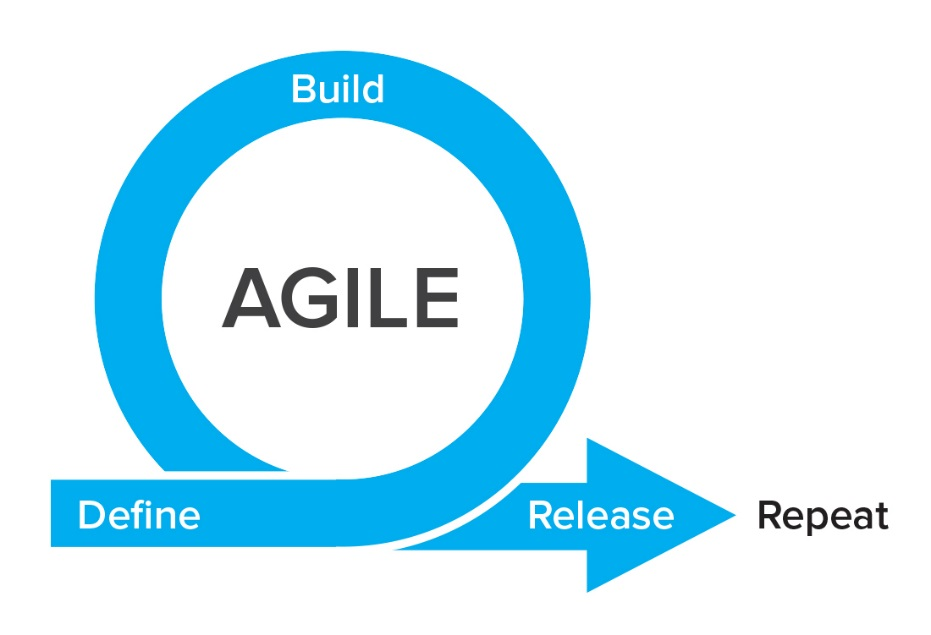 Build
AGILE
Define
Release
Repeat